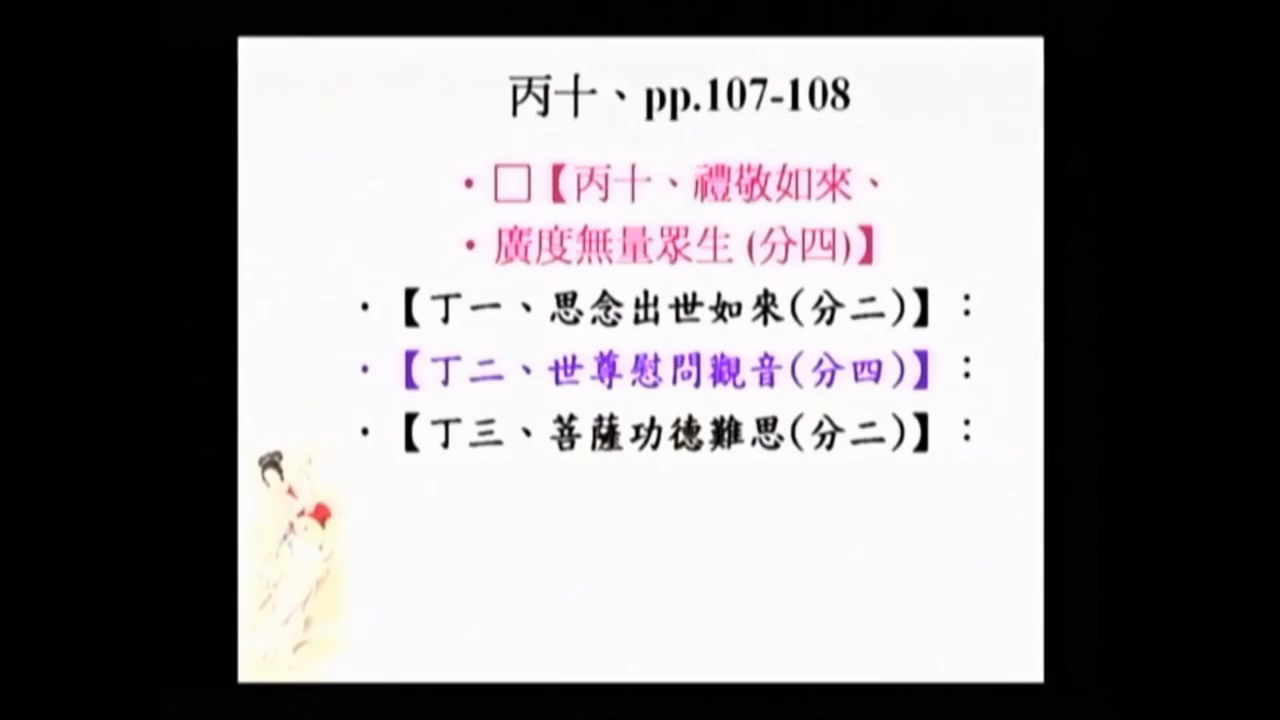 丙十、pp.107-108
•□【丙十、禮敬如來、
•廣度無量眾生(分四)】
•【丁一、思念出世如來(分二)】：
•【丁二、世尊慰問觀音(分四)】：
•【丁三、菩薩功德難思(分二)】：